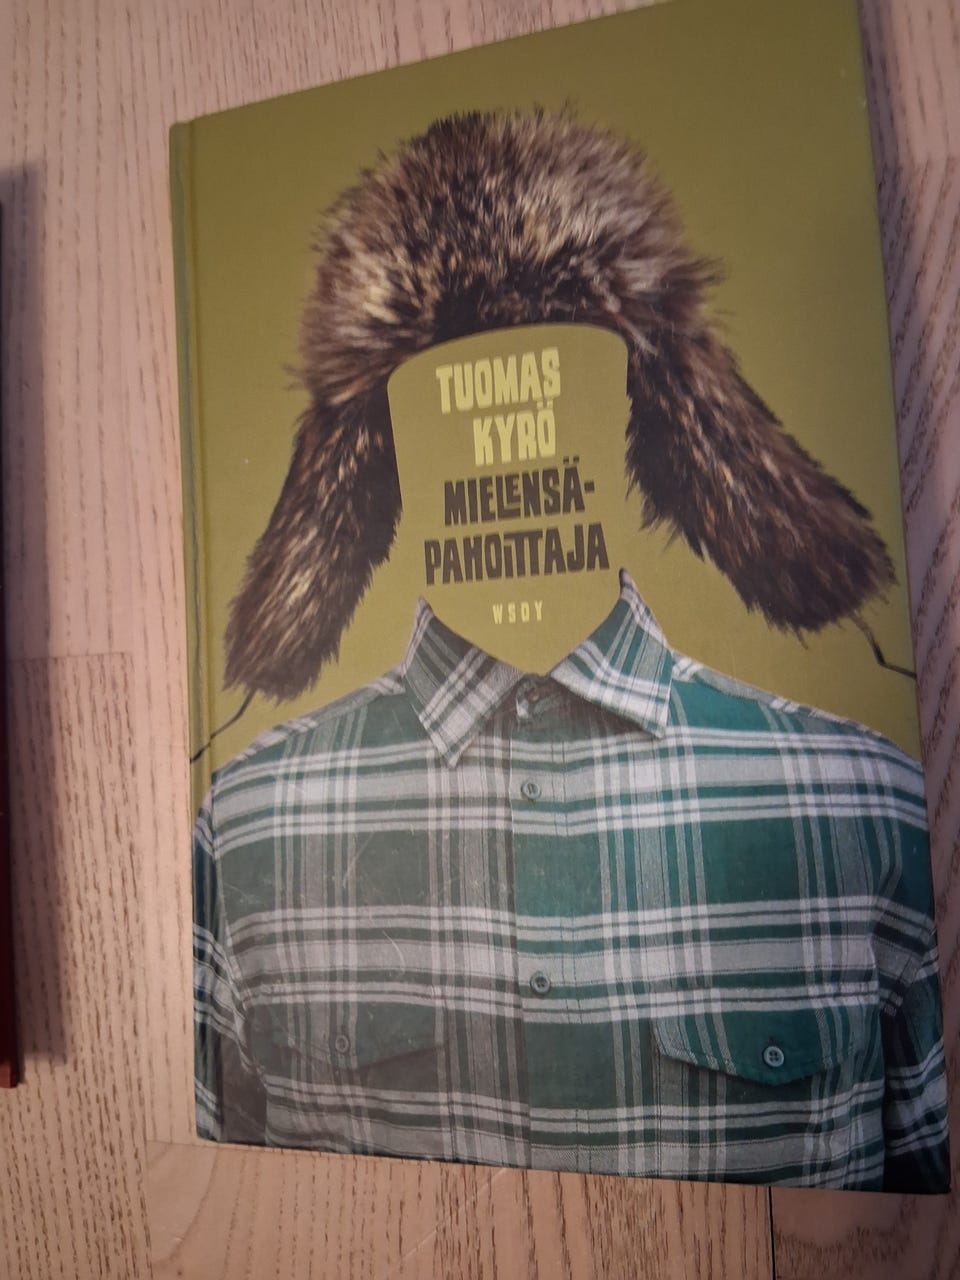 TUOMAS
KYRÖ
MIELENSÄ-
PAHOITTAJA
WSOY